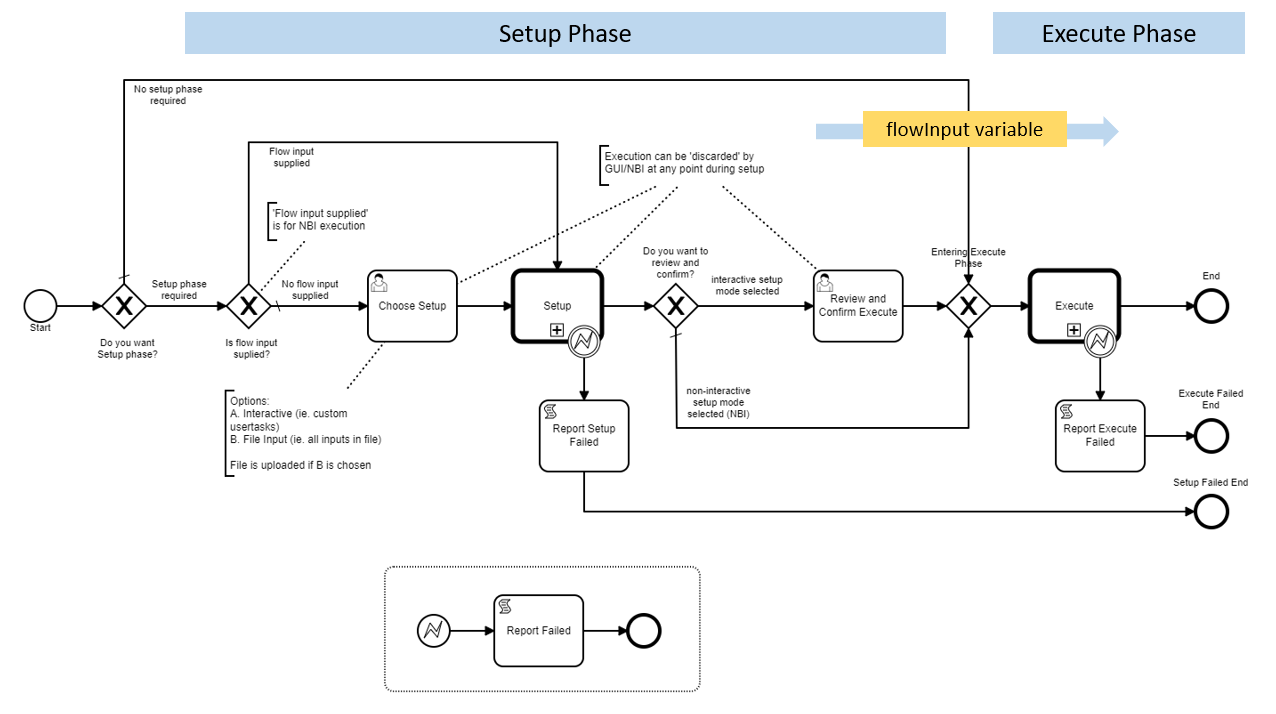 Setup Phase
Execute Phase
No setup phase
required
flowInput variable
Flow input
supplied
Execution can be 'discarded' by
GUI/NBI at any point during setup
'Flow input supplied'
is for NBI execution
Do you want to
review and
confirm?
Entering Execute
Phase
Setup phase
required
No flow input
supplied
interactive setup
mode selected
End
Start
X
X
Choose Setup
Setup
X
Review and
Confirm Execute
X
Execute
Do you want
Setup phase?
Is flow input
suplied?
Options:
A. Interactive (ie. custom
usertasks)
B. File Input (ie. all inputs in file)
File is uploaded if B is chosen
non-interactive
setup mode
selected (NBI)
Execute Failed
End
Report Setup
Failed
Report Execute
Failed
Setup Failed End
Report Failed